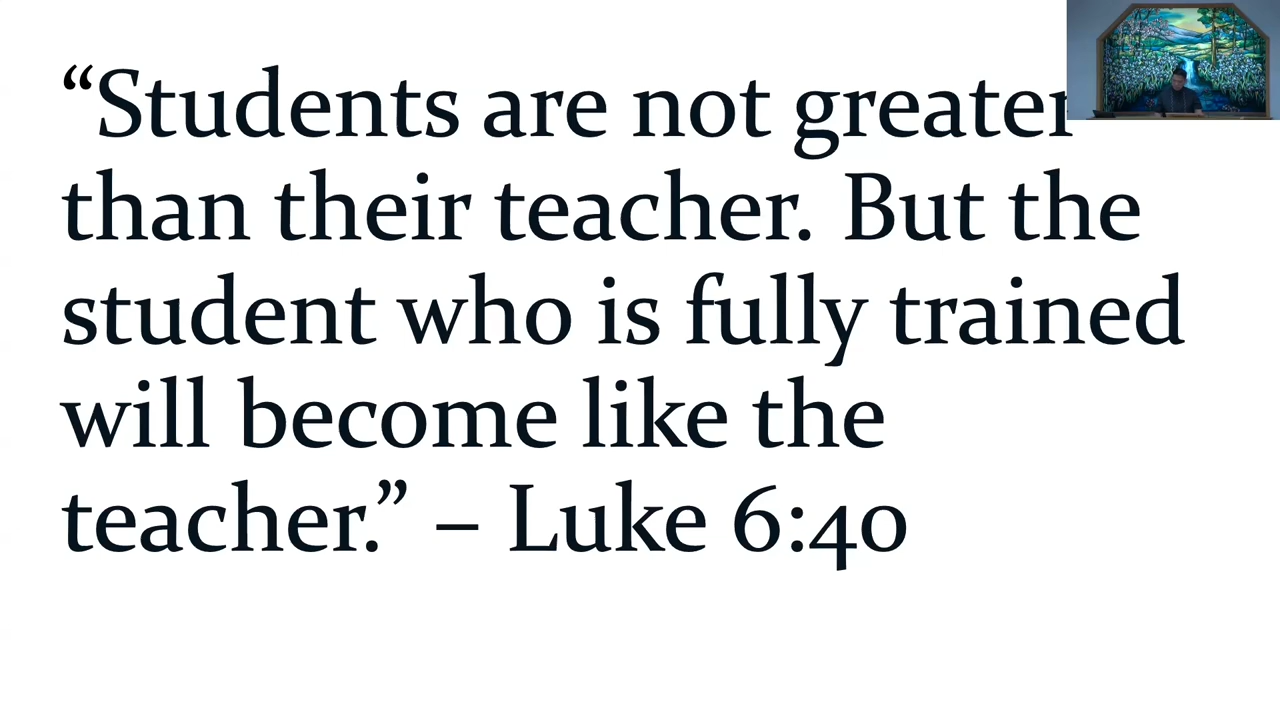 “Students are not greater
than their teacher. But the
student who is fully trained
will become like the
teacher.” – Luke 6:40